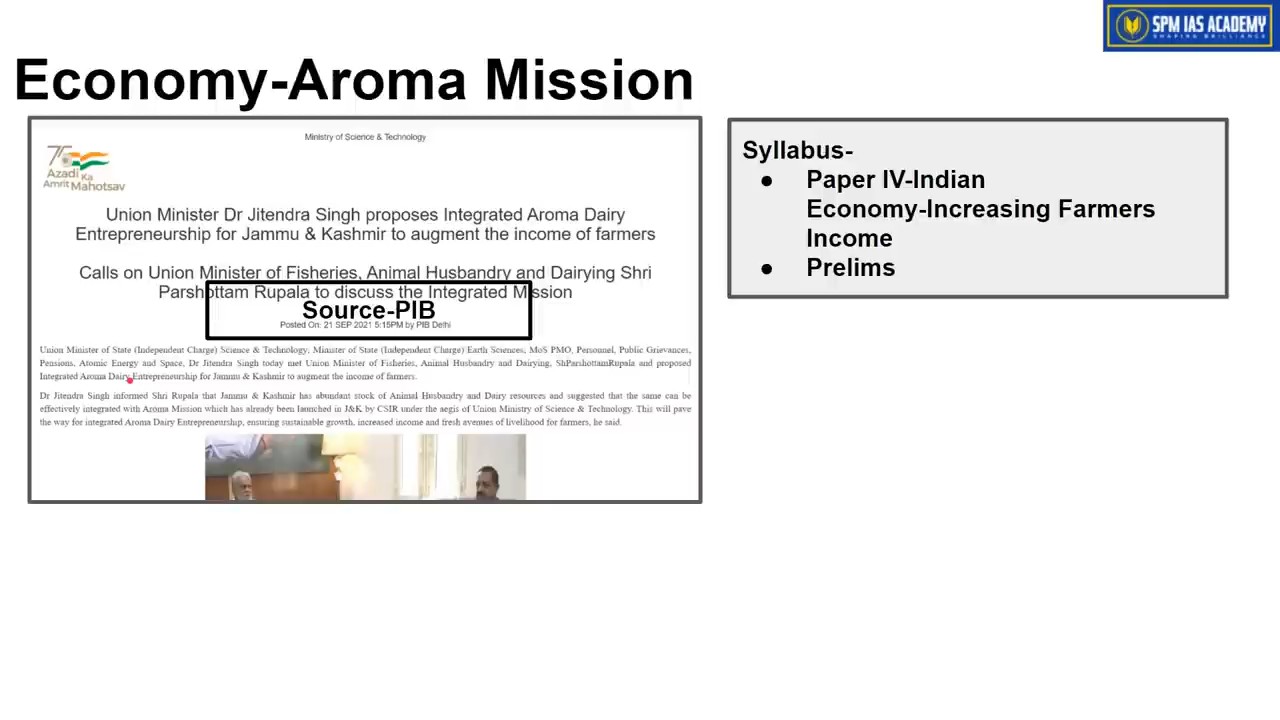 SPM IAS ACADEMY
SHAPING BRILLIANCE
Economy-Aroma Mission
Ministry of Science & Technology
75
Azadi Ka
Amrit Mahotsav
Union Minister Dr Jitendra Singh proposes Integrated Aroma Dairy
Entrepreneurship for Jammu & Kashmir to augment the income of farmers
Calls on Union Minister of Fisheries, Animal Husbandry and Dairying Shri
Parshottam Rupala to discuss the Integrated Mission
Source-PIB
Posted On: 21 SEP 2021 5:15PM by PIB Delhi
Union Minister of State (Independent Charge) Science & Technology; Minister of State (Independent Charge) Earth Sciences; MoS PMO, Personnel, Public Grievances,
Pensions, Atomic Energy and Space, Dr Jitendra Singh today met Union Minister of Fisheries, Animal Husbandry and Dairying, ShParshottamRupala and proposed
Integrated Aroma Dairy Entrepreneurship for Jammu & Kashmir to augment the income of farmers.
Dr Jitendra Singh informed Shri Rupala that Jammu & Kashmir has abundant stock of Animal Husbandry and Dairy resources and suggested that the same can be
effectively integrated with Aroma Mission which has already been launched in J&K by CSIR under the aegis of Union Ministry of Science & Technology. This will pave
the way for integrated Aroma Dairy Entrepreneurship, ensuring sustainable growth, increased income and fresh avenues of livelihood for farmers, he said.
Syllabus-
● Paper IV-Indian
Economy-Increasing Farmers
Income
● Prelims